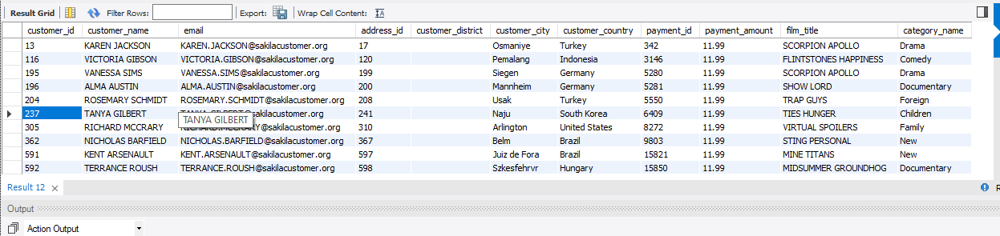 Result Grid Filter Rows: Export: Wrap Cell Content: IA
customer_id customer_name email address_id customer_district customer_city customer_country payment_id payment_amount film_title category_name
13 KAREN JACKSON KAREN.JACKSON@sakilacustomer.org 17 Osmaniye Turkey 342 11.99 SCORPION APOLLO Drama
116 VICTORIA GIBSON VICTORIA.GIBSON@sakilacustomer.org 120 Pemalang Indonesia 3146 11.99 FLINTSTONES HAPPINESS Comedy
195 VANESSA SIMS VANESSA.SIMS@sakilacustomer.org 199 Siegen Germany 5280 11.99 SCORPION APOLLO Drama
196 ALMA AUSTIN ALMA.AUSTIN@sakilacustomer.org 200 Mannheim Germany 5281 11.99 SHOW LORD Documentary
204 ROSEMARY SCHMIDT ROSEMARY.SCHMIDT@sakilacustomer.org 208 Usak Turkey 5550 11.99 TRAP GUYS Foreign
237 TANYA GILBERT 241 Naju South Korea 6409 11.99 TIES HUNGER Children
TANYA GILBERT
305 RICHARD MCCRARY 310 Arlington United States 8272 11.99 VIRTUAL SPOILERS Family
362 NICHOLAS BARFIELD NICHOLAS.BARFIELD@sakilacustomer.org 367 Belm Brazil 9803 11.99 STING PERSONAL New
591 KENT ARSENAULT KENT.ARSENAULT@sakilacustomer.org 597 Juiz de Fora Brazil 15821 11.99 MINE TITANS New
592 TERRANCE ROUSH TERRANCE.ROUSH@sakilacustomer.org 598 Szkesfehrvr Hungary 15850 11.99 MIDSUMMER GROUNDHOG Documentary
Result 12
Output
Action Output